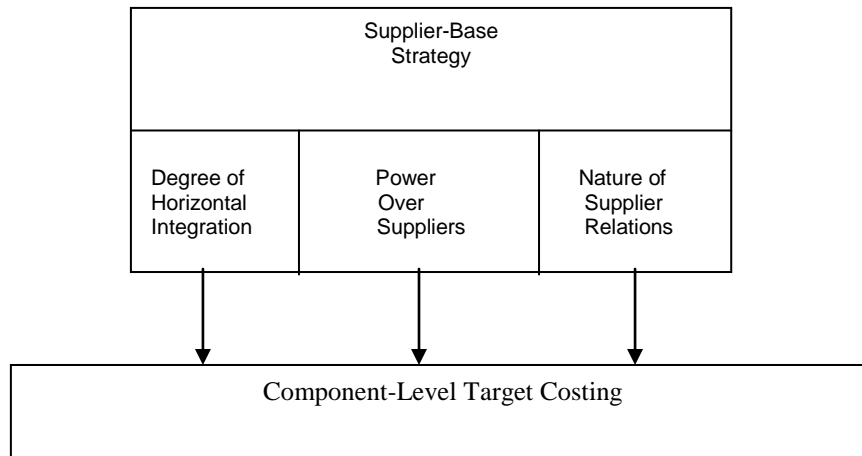 Supplier-Base
Strategy
Degree of
Horizontal
Integration
Power
Over
Suppliers
Nature of
Supplier
Relations
Component-Level Target Costing